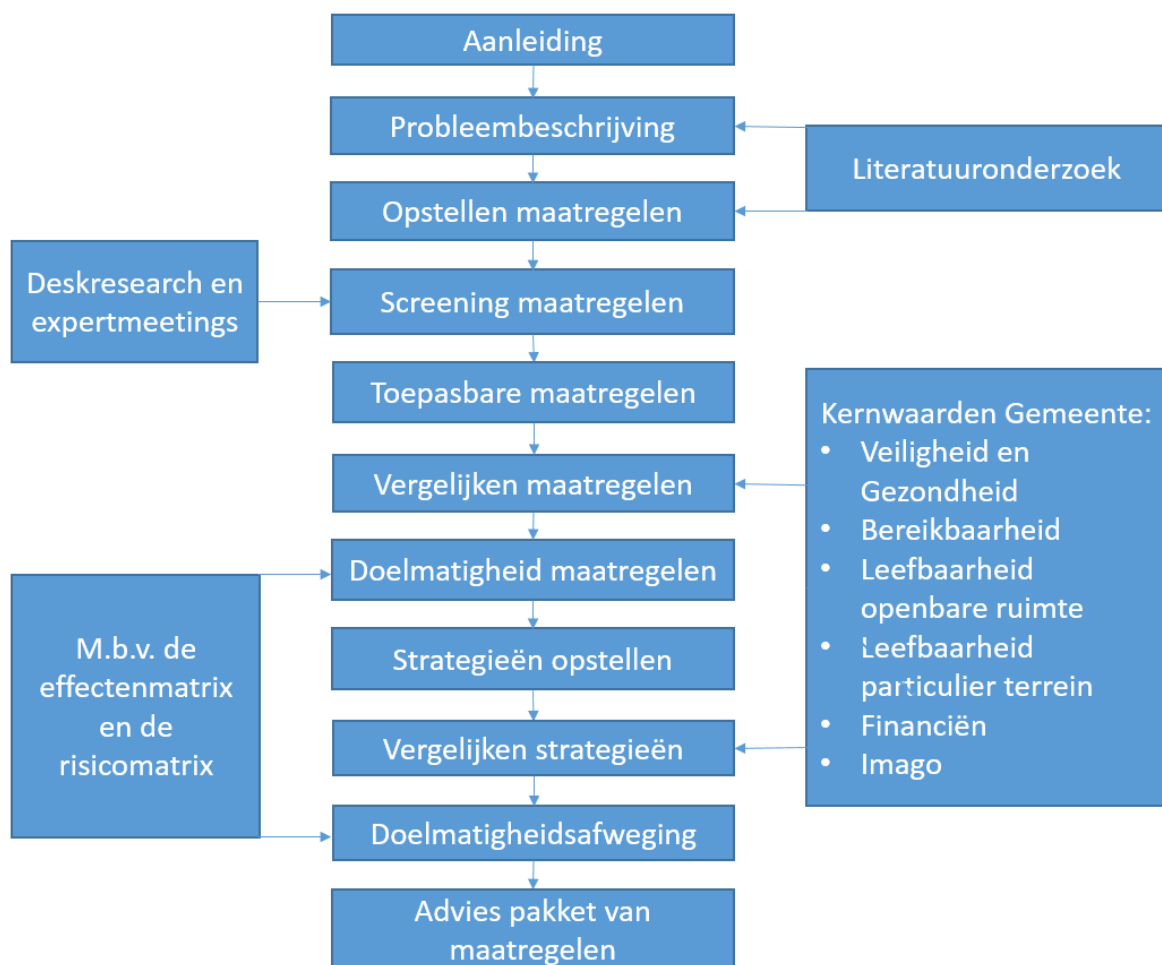 Aanleiding
Probleembeschrijving
Literatuuronderzoek
Opstellen maatregelen
Deskresearch en
expertmeetings
Screening maatregelen
Toepasbare maatregelen
Kernwaarden Gemeente:
• Veiligheid en
Gezondheid
• Bereikbaarheid
• Leefbaarheid
openbare ruimte
• Leefbaarheid
particulier terrein
• Financiën
• Imago
Vergelijken maatregelen
Doelmatigheid maatregelen
M.b.v. de
effectenmatrix
en de
risicomatrix
Strategieën opstellen
Vergelijken strategieën
Doelmatigheidsafweging
Advies pakket van
maatregelen